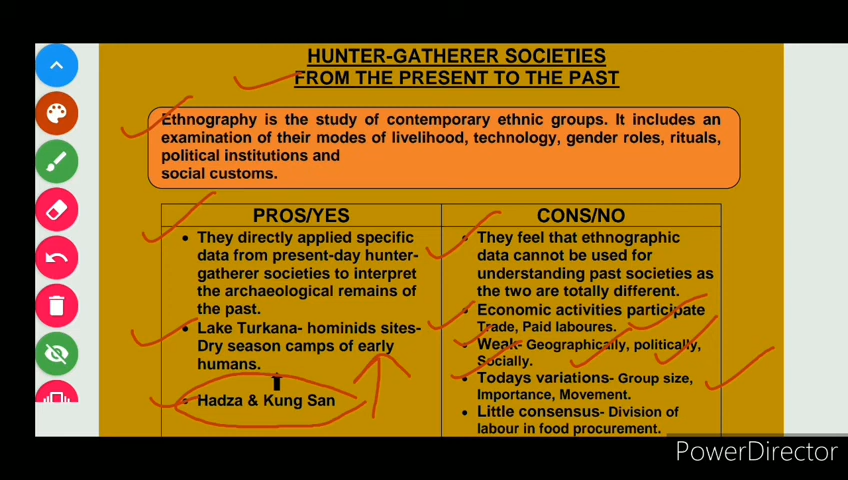 HUNTER-GATHERER SOCIETIES
FROM THE PRESENT TO THE PAST
Ethnography is the study of contemporary ethnic groups. It includes an
examination of their modes of livelihood, technology, gender roles, rituals,
political institutions and
social customs.
PROS/YES
• They directly applied specific
data from present-day hunter-
gatherer societies to interpret
the archaeological remains of
the past.
• Lake Turkana- hominids sites-
Dry season camps of early
humans.
• Hadza & Kung San
CONS/NO
• They feel that ethnographic
data cannot be used for
understanding past societies as
the two are totally different.
• Economic activities participate
Trade, Paid laboures.
• Weak- Geographically, politically,
Socially.
• Todays variations- Group size,
Importance, Movement.
• Little consensus- Division of
labour in food procurement.
PowerDirector